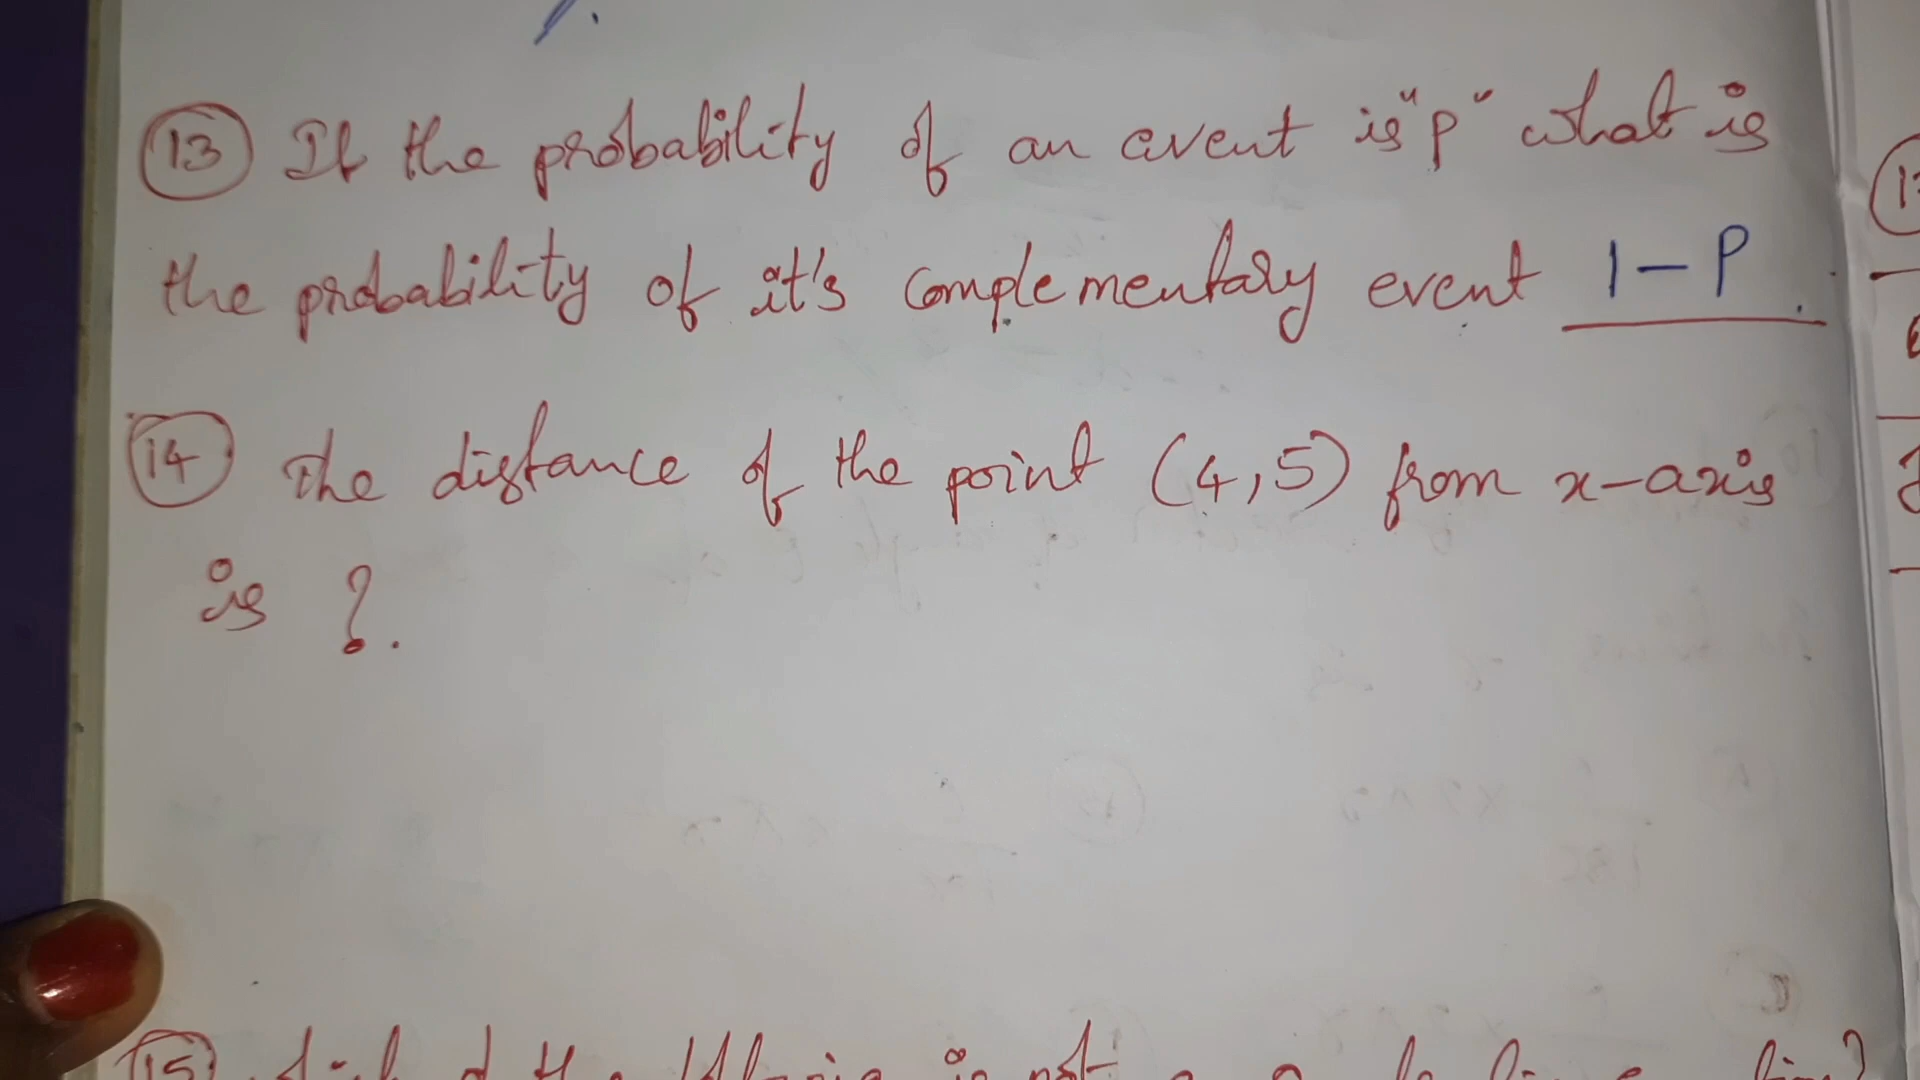 13 If the probability of an event is "p" what is
the probability of it's complementary event 1-P.
14 The distance of the point (4,5) from x-axis
is ?.
15